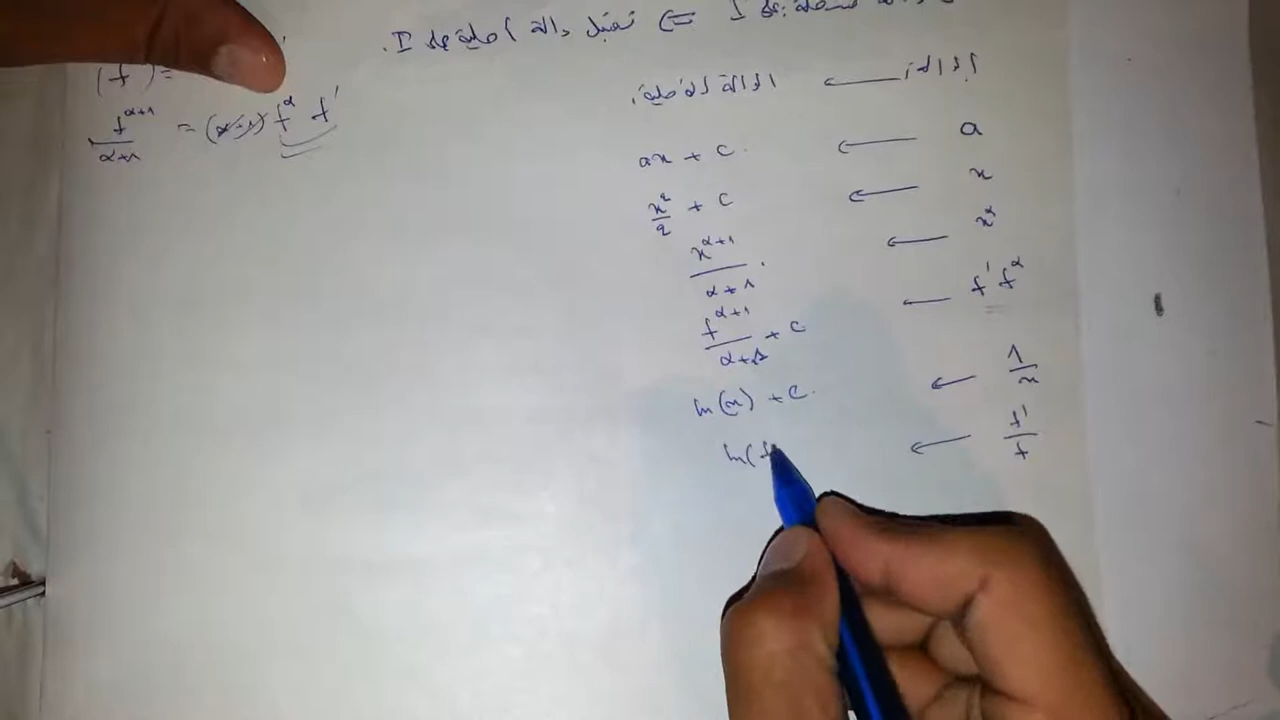 تقبل دالة أصلية على I.
الدالة: ← الدالة الأصلية:
a ← ax + c.
x ← x²/2 + c
x^α ← x^(α+1)/(α+1).
f' f^α ← f^(α+1)/(α+1) + c
1/x ← ln(x) + c.
f'/f ← ln(f
f^(α+1)/(α+1) = (α+1) f^α f'